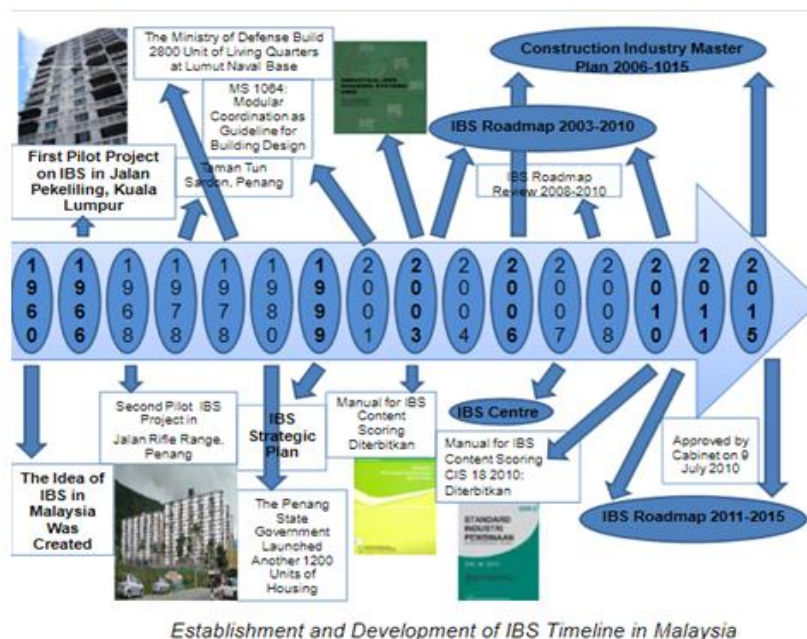 The Ministry of Defense Build
2800 Unit of Living Quarters
at Lumut Naval Base
MS 1064:
Modular
Coordination as
Guideline for
Building Design
Construction Industry Master
Plan 2006-1015
IBS Roadmap 2003-2010
First Pilot Project
on IBS in Jalan
Pekeliling, Kuala
Lumpur
Taman Tun
Sardon, Penang
IBS Roadmap
Review 2008-2010
1960
1966
1968
1978
1978
1980
1999
2001
2003
2004
2006
2007
2008
2010
2011
2015
The Idea of
IBS in
Malaysia
Was
Created
Second Pilot IBS
Project in
Jalan Rifle Range,
Penang
IBS
Strategic
Plan
The Penang
State
Government
Launched
Another 1200
Units of
Housing
Manual for IBS
Content
Scoring
Diterbitkan
IBS Centre
Manual for IBS
Content Scoring
CIS 18 2010:
Diterbitkan
STANDARD
INDUSTRI
PEMBINAAN
Approved by
Cabinet on 9
July 2010
IBS Roadmap 2011-2015
Establishment and Development of IBS Timeline in Malaysia